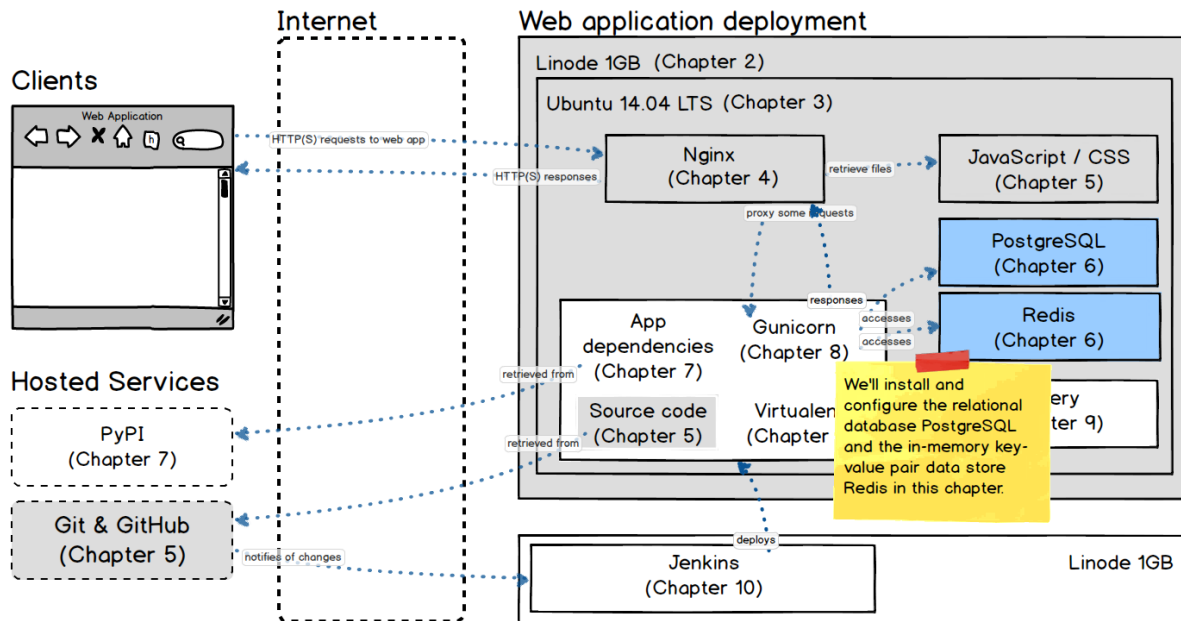 Internet
Web application deployment
Linode 1GB (Chapter 2)
Clients
Ubuntu 14.04 LTS (Chapter 3)
Web Application
h
HTTP(S) requests to web app
HTTP(S) responses
Nginx
(Chapter 4)
retrieve files
JavaScript / CSS
(Chapter 5)
proxy some requests
PostgreSQL
(Chapter 6)
responses
accesses
accesses
Redis
(Chapter 6)
App
dependencies
(Chapter 7)
Gunicorn
(Chapter 8)
retrieved from
Hosted Services
We'll install and
configure the relational
database PostgreSQL
and the in-memory key-
value pair data store
Redis in this chapter.
Source code
(Chapter 5)
(Chapter
9)
retrieved from
PyPI
(Chapter 7)
Git & GitHub
(Chapter 5)
notifies of changes
deploys
Jenkins
(Chapter 10)
Linode 1GB